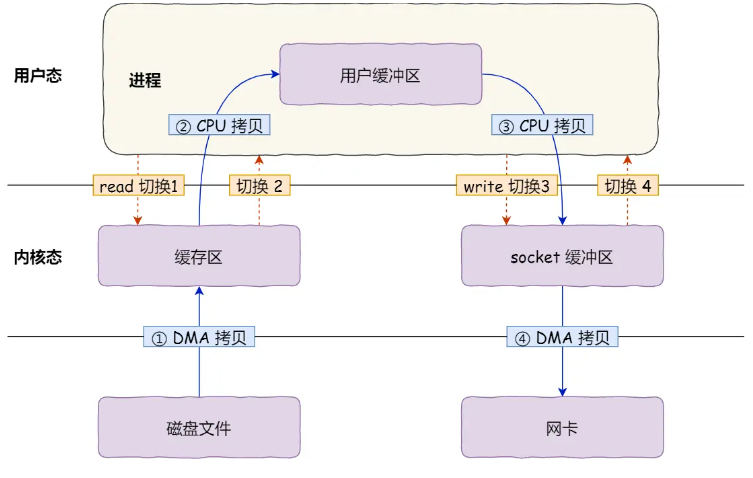 用户态
进程
用户缓冲区
② CPU 拷贝
③ CPU 拷贝
read 切换1
切换 2
write 切换3
切换 4
内核态
缓存区
socket 缓冲区
① DMA 拷贝
④ DMA 拷贝
磁盘文件
网卡